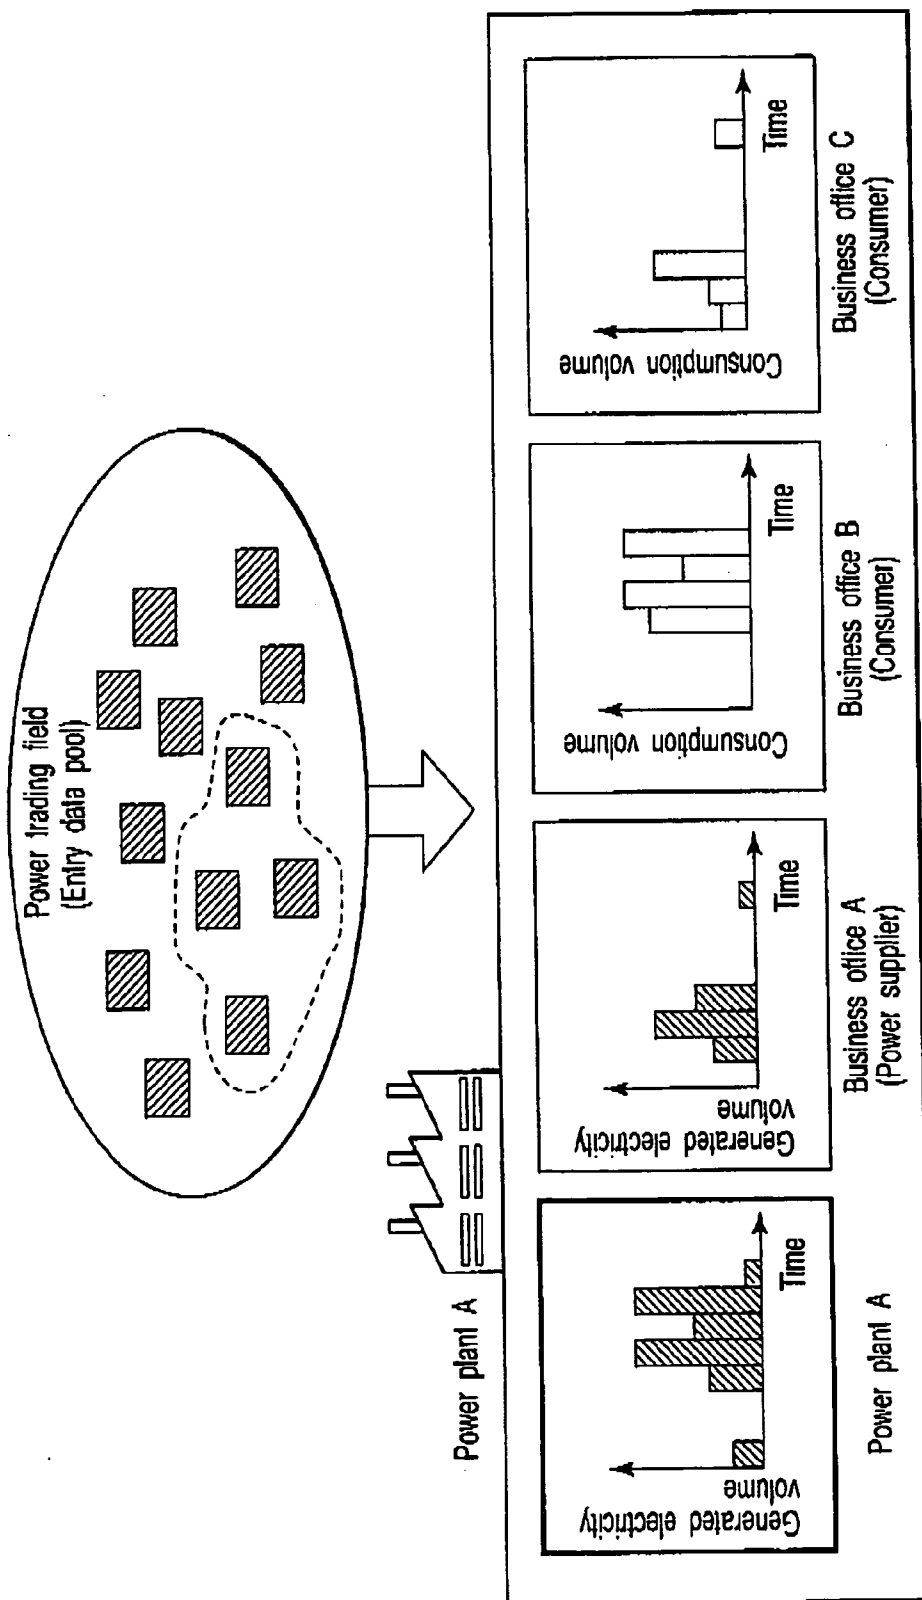 Power trading field
(Entry data pool)
Power plant A
Generated electricity
volume
Time
Power plant A
Generated electricity
volume
Time
Business office A
(Power supplier)
Consumption volume
Time
Business office B
(Consumer)
Consumption volume
Time
Business office C
(Consumer)